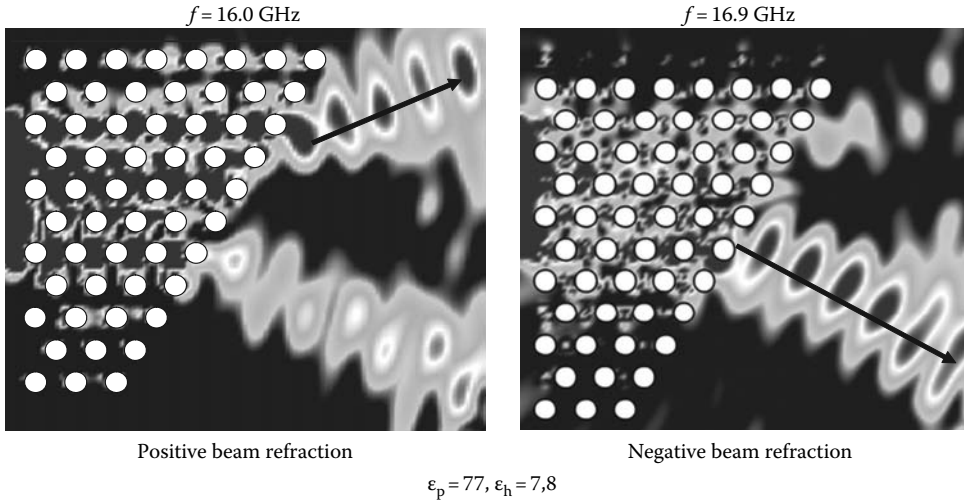 f = 16.0 GHz
f = 16.9 GHz
Positive beam refraction
Negative beam refraction
εp = 77, εh = 7,8